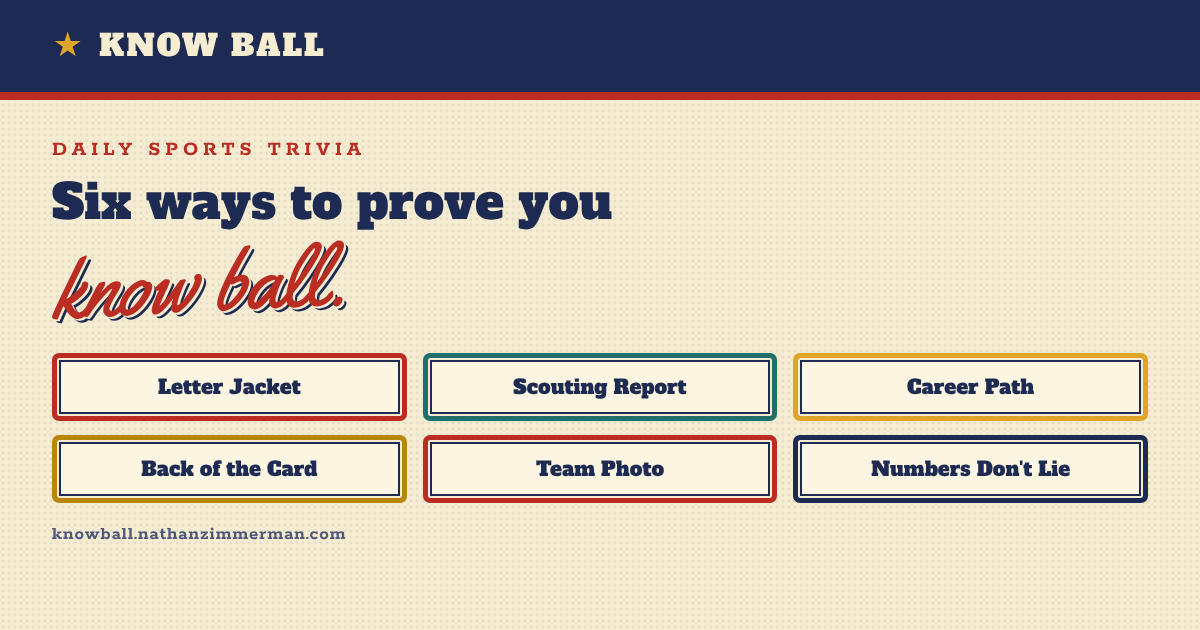 ★ KNOW BALL
DAILY SPORTS TRIVIA
Six ways to prove you
know ball.
Letter Jacket
Scouting Report
Career Path
Back of the Card
Team Photo
Numbers Don't Lie
knowball.nathanzimmerman.com